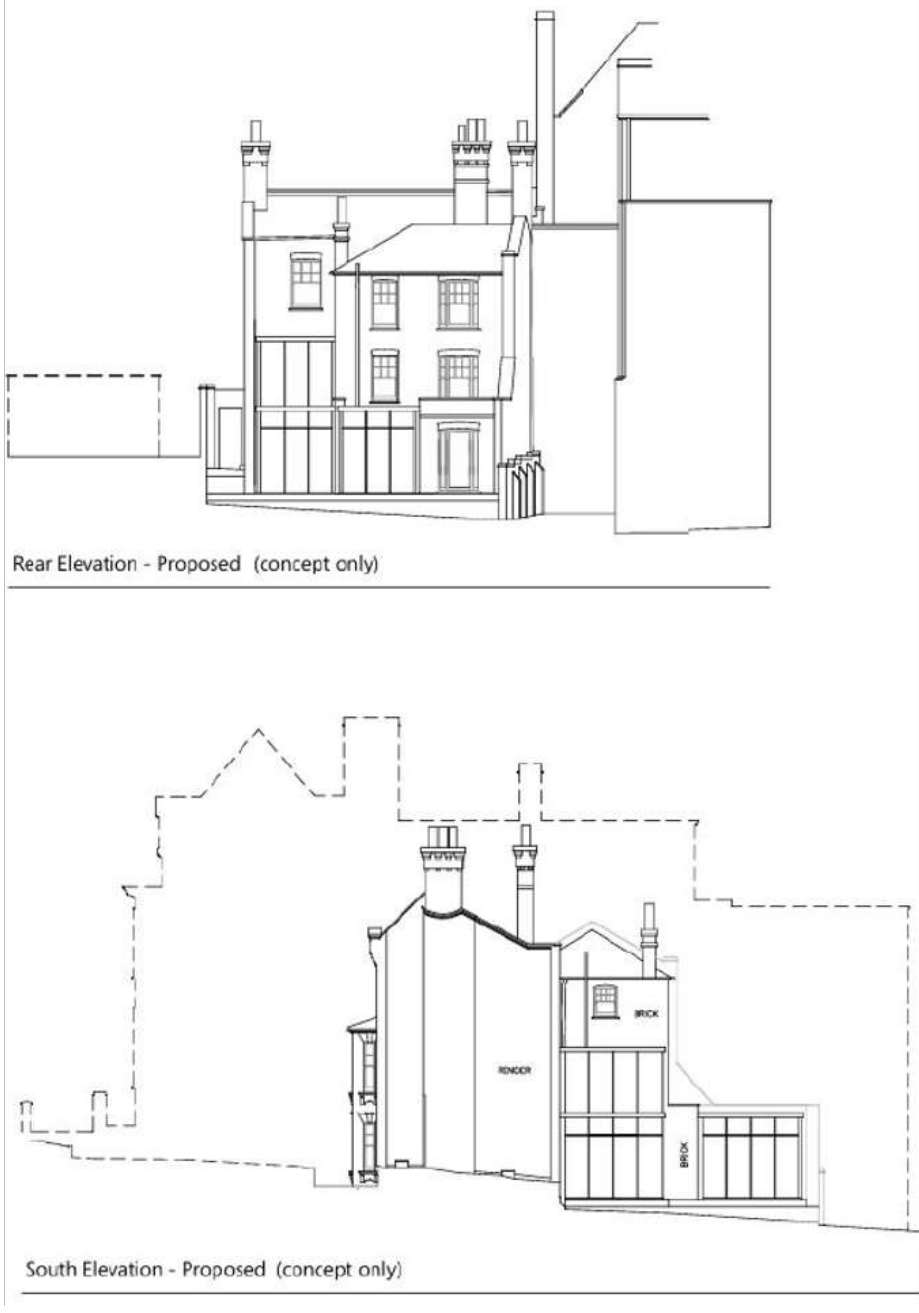 Rear Elevation - Proposed (concept only)
BRICK
RENDER
BRICK
South Elevation - Proposed (concept only)